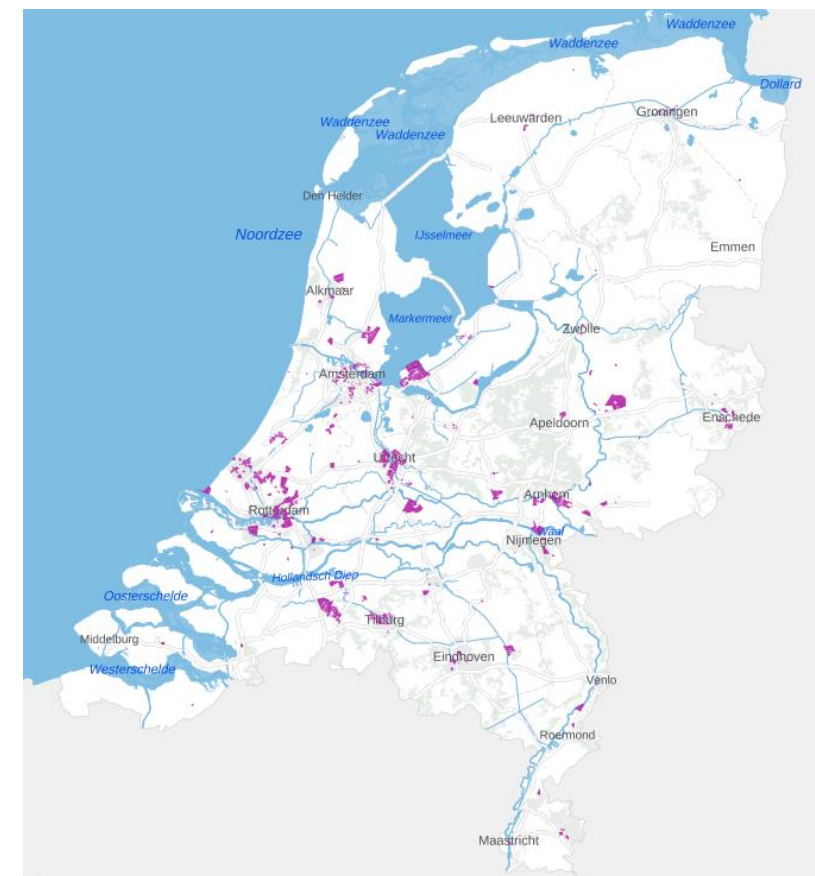 Waddenzee
Waddenzee
Dollard
Leeuwarden
Groningen
Waddenzee
Waddenzee
Den Helder
Noordzee
IJsselmeer
Emmen
Alkmaar
Markermeer
Zwolle
Amsterdam
Apeldoorn
Enschede
Utrecht
Arnhem
Rotterdam
Waal
Nijmegen
Hollandsch Diep
Oosterschelde
Tilburg
Middelburg
Eindhoven
Westerschelde
Venlo
Roermond
Maastricht